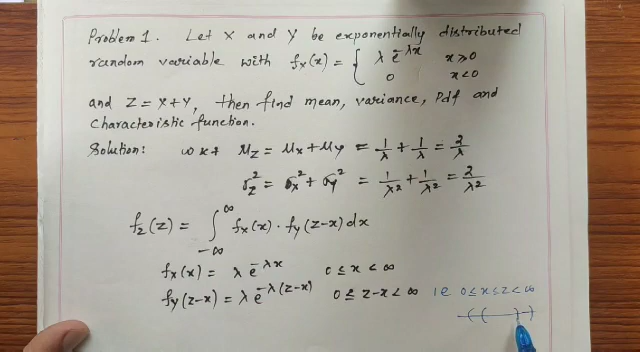 Problem 1. Let X and Y be exponentially distributed
random variable with fx(x) = { λ e^-λx x≥0
0 x<0
and Z = X+Y, then find mean, variance, Pdf and
characteristic function.
Solution: w k t μz = μx + μy = 1/λ + 1/λ = 2/λ
σz² = σx² + σy² = 1/λ² + 1/λ² = 2/λ²
fz(z) = ∫_-∞^∞ fx(x) · fy(z-x) dx
fx(x) = λ e^-λx 0 ≤ x < ∞
fy(z-x) = λ e^-λ(z-x) 0 ≤ z-x < ∞ ie 0≤x≤z<∞